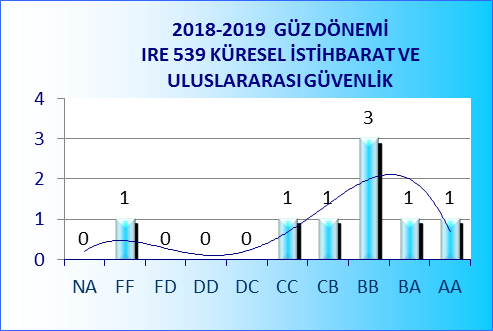 2018-2019 GÜZ DÖNEMİ
IRE 539 KÜRESEL İSTİHBARAT VE
ULUSLARARASI GÜVENLİK
4
3
2
1
0
0 1 0 0 0 1 1 3 1 1
NA FF FD DD DC CC CB BB BA AA